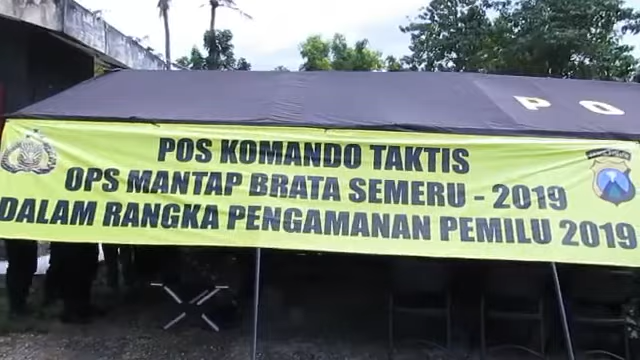 P O
POS KOMANDO TAKTIS
OPS MANTAP BRATA SEMERU - 2019
DALAM RANGKA PENGAMANAN PEMILU 2019